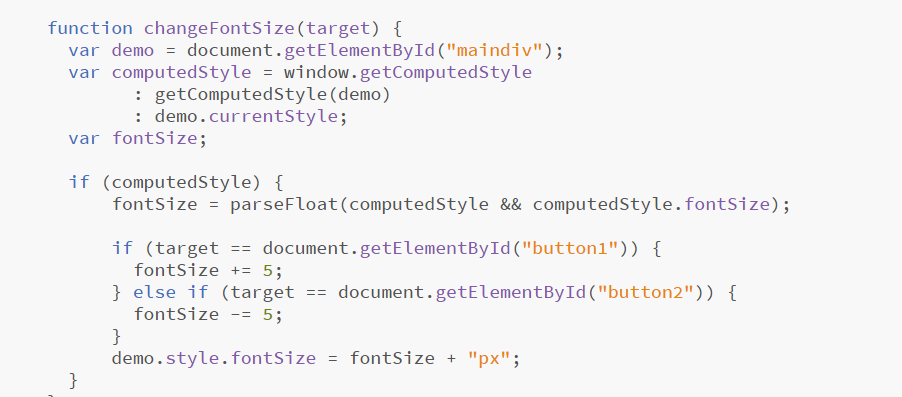 function changeFontSize(target) {
var demo = document.getElementById("maindiv");
var computedStyle = window.getComputedStyle
: getComputedStyle(demo)
: demo.currentStyle;
var fontSize;
if (computedStyle) {
fontSize = parseFloat(computedStyle && computedStyle.fontSize);
if (target == document.getElementById("button1")) {
fontSize += 5;
} else if (target == document.getElementById("button2")) {
fontSize -= 5;
}
demo.style.fontSize = fontSize + "px";
}